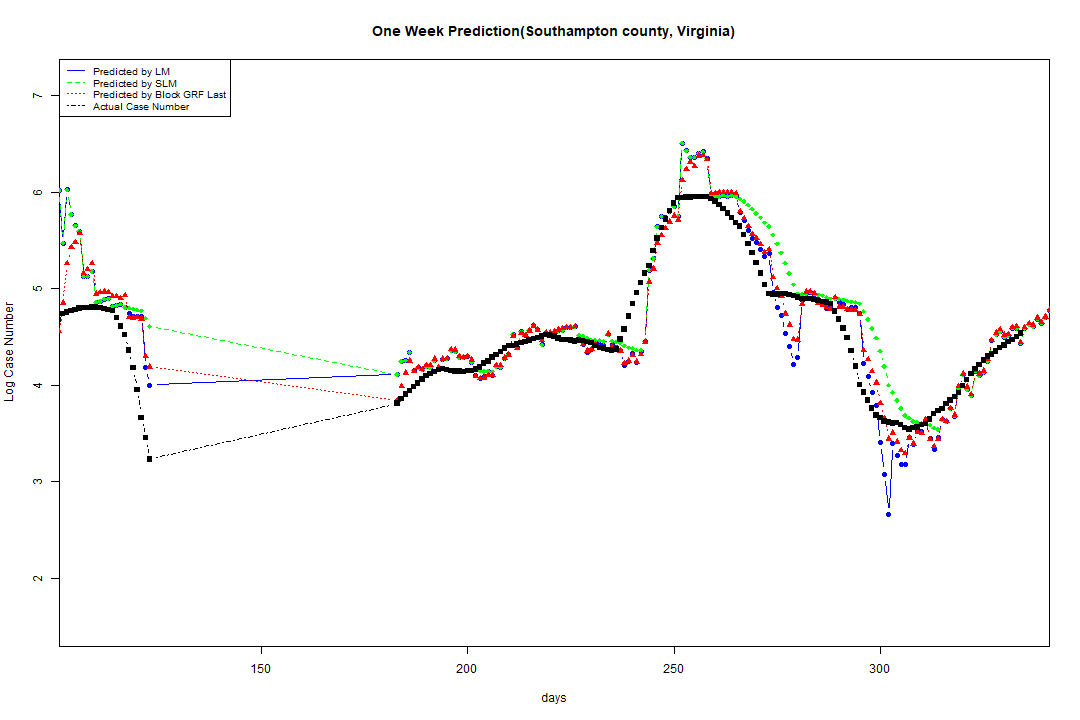 One Week Prediction(Southampton county, Virginia)
Predicted by LM
Predicted by SLM
Predicted by Block GRF Last
Actual Case Number
Log Case Number
7
6
5
4
3
2
150 200 250 300
days